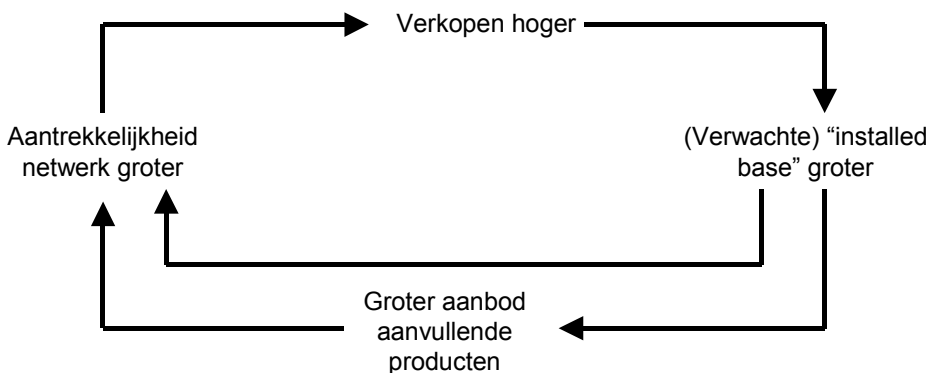 Verkopen hoger
Aantrekkelijkheid
netwerk groter
(Verwachte) “installed
base” groter
Groter aanbod
aanvullende
producten